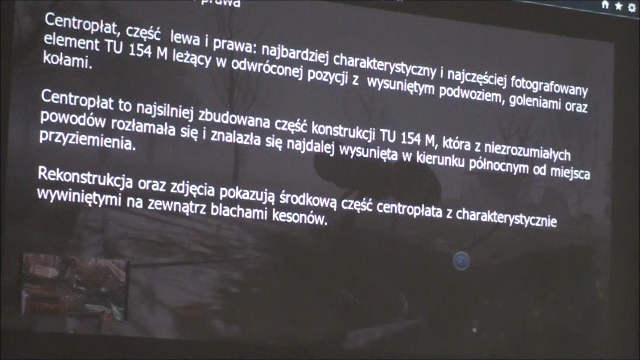 prawa
Centropłat, część lewa i prawa: najbardziej charakterystyczny i najczęściej fotografowany
element TU 154 M leżący w odwróconej pozycji z wysuniętym podwoziem, goleniami oraz
kołami.
Centropłat to najsilniej zbudowana część konstrukcji TU 154 M, która z niezrozumiałych
powodów rozłamała się i znalazła się najdalej wysunięta w kierunku północnym od miejsca
przyziemienia.
Rekonstrukcja oraz zdjęcia pokazują środkową część centropłata z charakterystycznie
wywiniętymi na zewnątrz blachami kesonów.